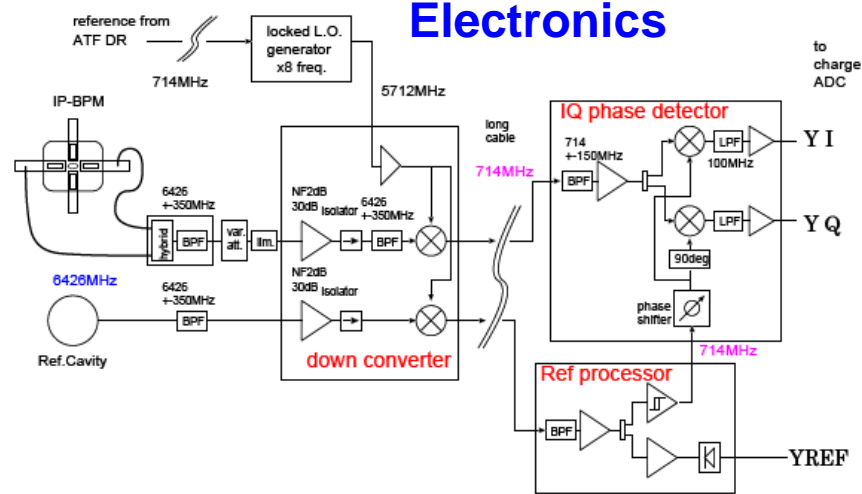 Electronics
reference from
ATF DR
714MHz
locked L.O.
generator
x8 freq.
5712MHz
to
charge
ADC
IP-BPM
6426
+-350MHz
hybrid
BPF
var.
att.
lim.
NF2dB
30dB
Isolator
6426
+-350MHz
BPF
long
cable
714MHz
IQ phase detector
714
+-150MHz
BPF
LPF
100MHz
Y I
LPF
Y Q
90deg
phase
shifter
714MHz
6426MHz
Ref.Cavity
6426
+-350MHz
BPF
NF2dB
30dB
Isolator
down converter
Ref processor
BPF
YREF